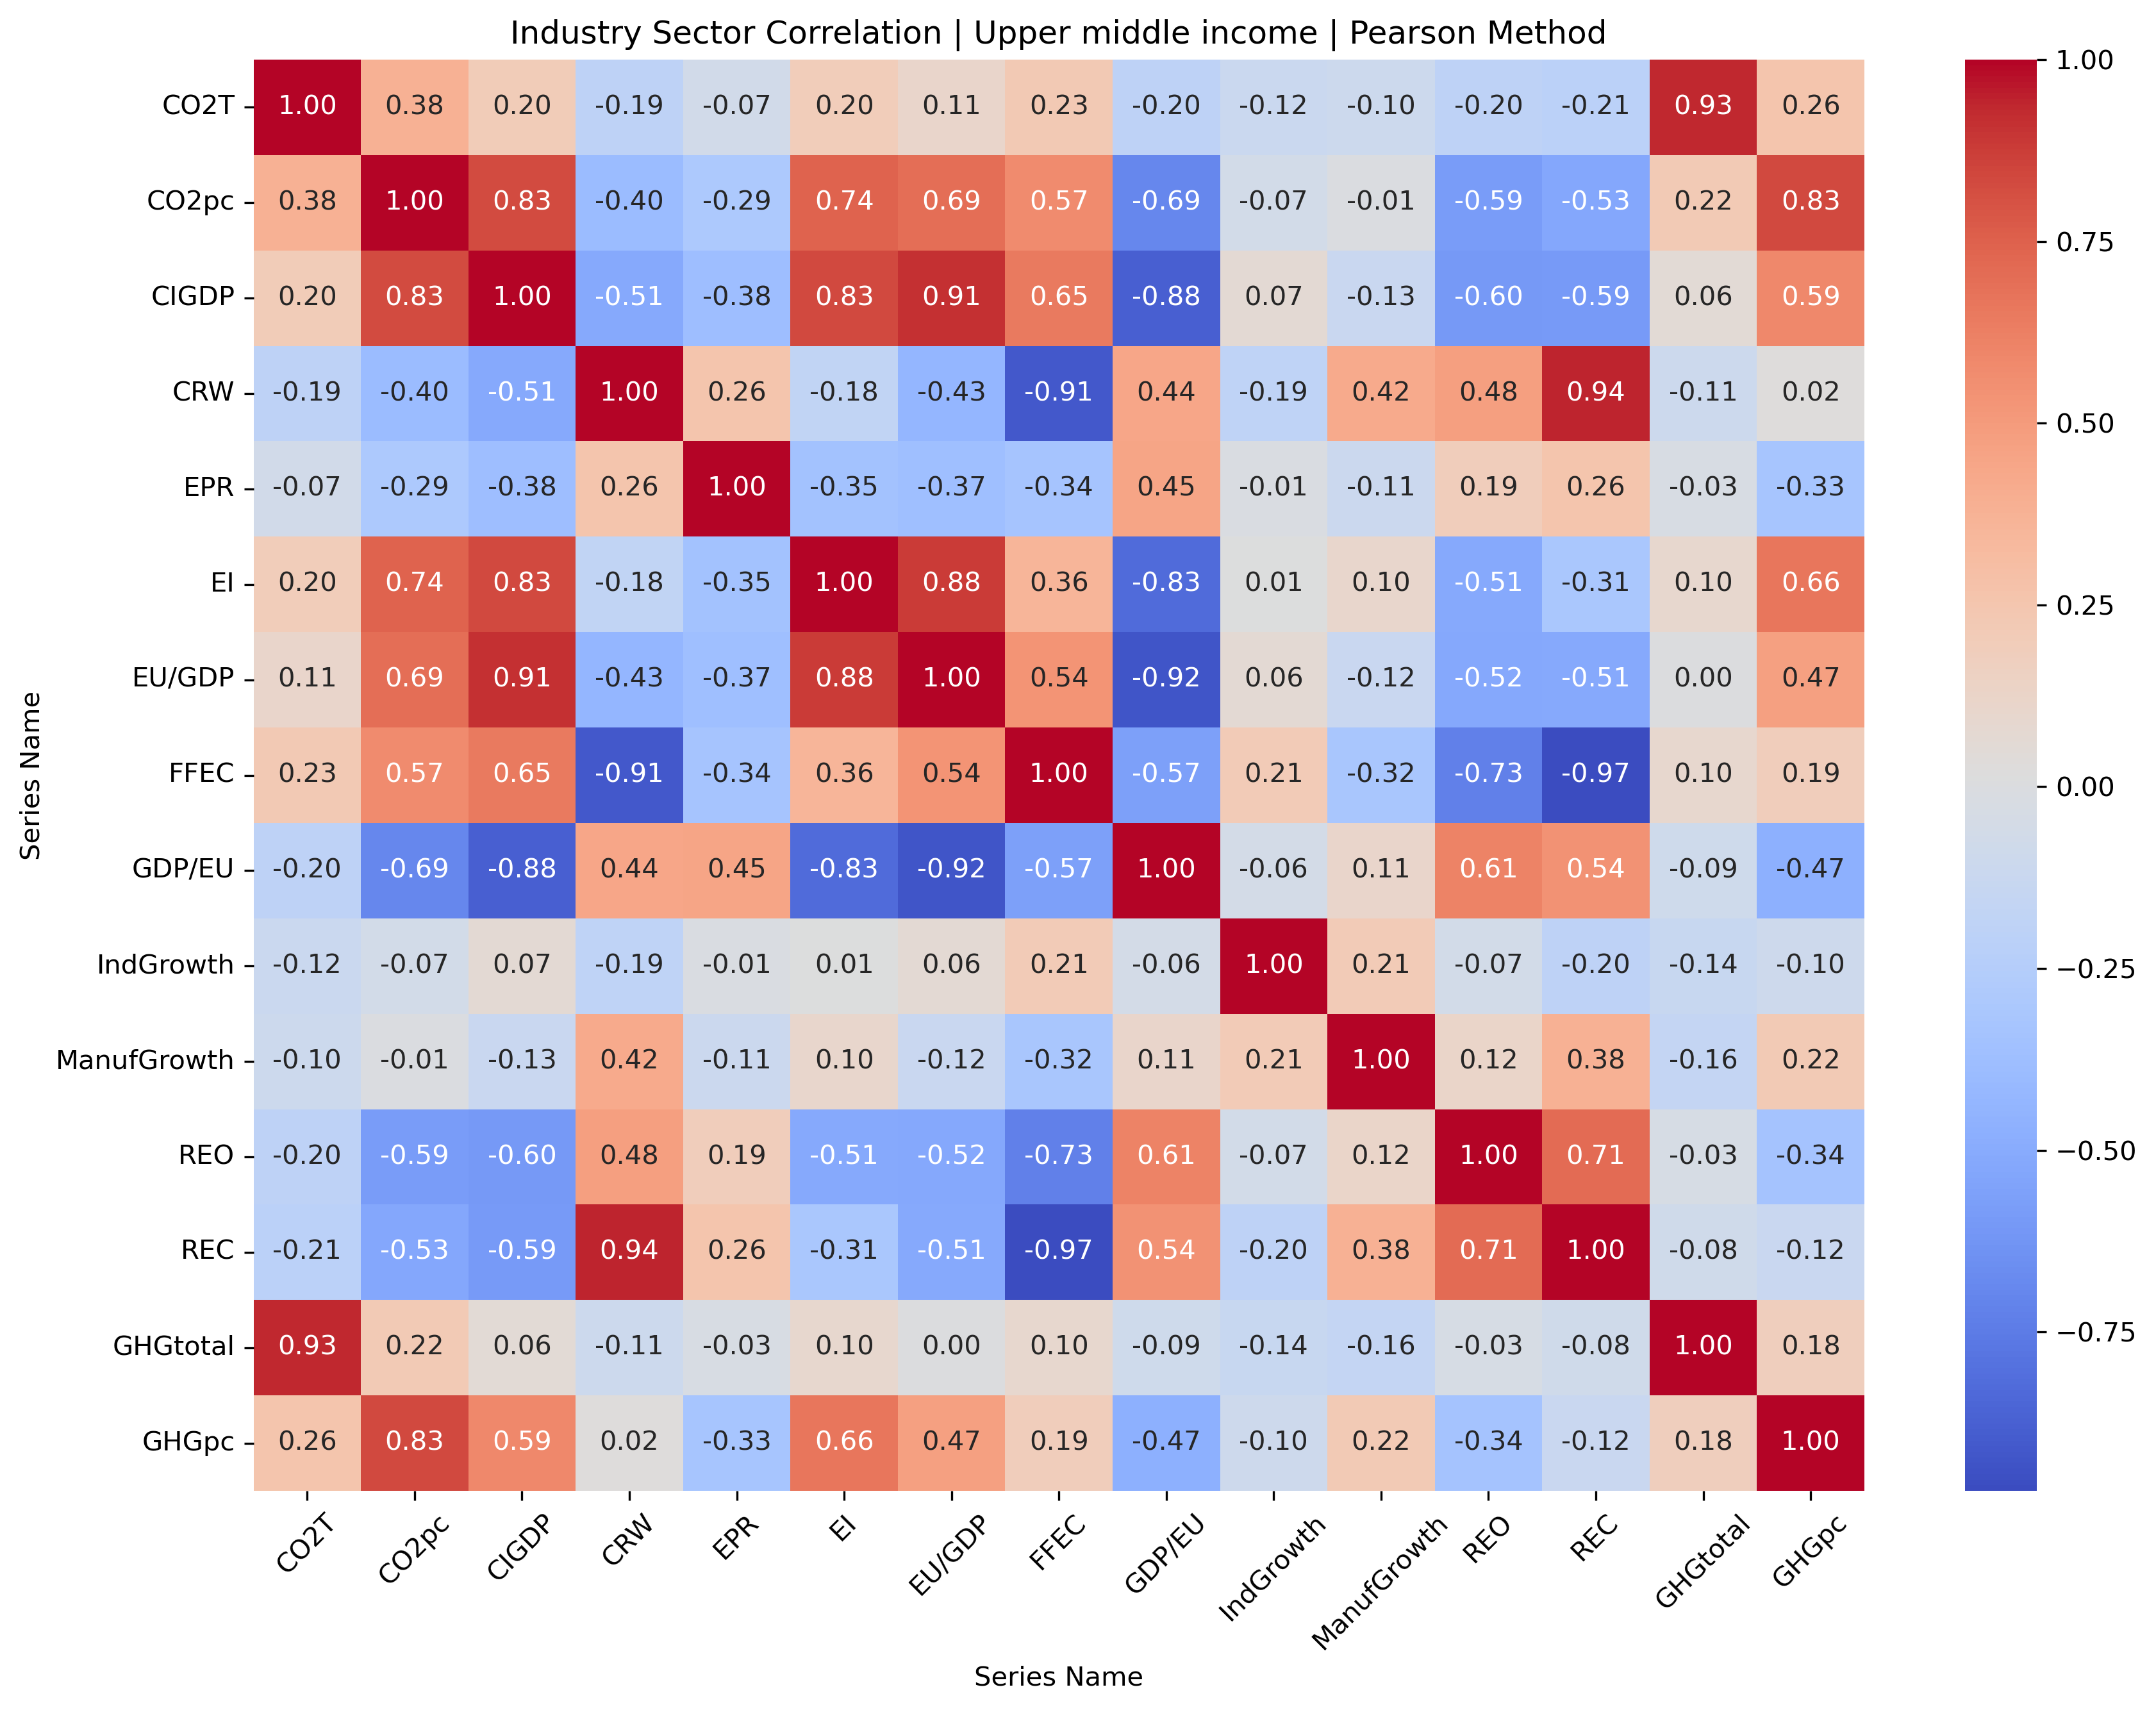 Industry Sector Correlation | Upper middle income | Pearson Method
CO2T 1.00 0.38 0.20 -0.19 -0.07 0.20 0.11 0.23 -0.20 -0.12 -0.10 -0.20 -0.21 0.93 0.26
CO2pc 0.38 1.00 0.83 -0.40 -0.29 0.74 0.69 0.57 -0.69 -0.07 -0.01 -0.59 -0.53 0.22 0.83
CIGDP 0.20 0.83 1.00 -0.51 -0.38 0.83 0.91 0.65 -0.88 0.07 -0.13 -0.60 -0.59 0.06 0.59
CRW -0.19 -0.40 -0.51 1.00 0.26 -0.18 -0.43 -0.91 0.44 -0.19 0.42 0.48 0.94 -0.11 0.02
EPR -0.07 -0.29 -0.38 0.26 1.00 -0.35 -0.37 -0.34 0.45 -0.01 -0.11 0.19 0.26 -0.03 -0.33
EI 0.20 0.74 0.83 -0.18 -0.35 1.00 0.88 0.36 -0.83 0.01 0.10 -0.51 -0.31 0.10 0.66
EU/GDP 0.11 0.69 0.91 -0.43 -0.37 0.88 1.00 0.54 -0.92 0.06 -0.12 -0.52 -0.51 0.00 0.47
FFEC 0.23 0.57 0.65 -0.91 -0.34 0.36 0.54 1.00 -0.57 0.21 -0.32 -0.73 -0.97 0.10 0.19
GDP/EU -0.20 -0.69 -0.88 0.44 0.45 -0.83 -0.92 -0.57 1.00 -0.06 0.11 0.61 0.54 -0.09 -0.47
IndGrowth -0.12 -0.07 0.07 -0.19 -0.01 0.01 0.06 0.21 -0.06 1.00 0.21 -0.07 -0.20 -0.14 -0.10
ManufGrowth -0.10 -0.01 -0.13 0.42 -0.11 0.10 -0.12 -0.32 0.11 0.21 1.00 0.12 0.38 -0.16 0.22
REO -0.20 -0.59 -0.60 0.48 0.19 -0.51 -0.52 -0.73 0.61 -0.07 0.12 1.00 0.71 -0.03 -0.34
REC -0.21 -0.53 -0.59 0.94 0.26 -0.31 -0.51 -0.97 0.54 -0.20 0.38 0.71 1.00 -0.08 -0.12
GHGtotal 0.93 0.22 0.06 -0.11 -0.03 0.10 0.00 0.10 -0.09 -0.14 -0.16 -0.03 -0.08 1.00 0.18
GHGpc 0.26 0.83 0.59 0.02 -0.33 0.66 0.47 0.19 -0.47 -0.10 0.22 -0.34 -0.12 0.18 1.00
CO2T CO2pc CIGDP CRW EPR EI EU/GDP FFEC GDP/EU IndGrowth ManufGrowth REO REC GHGtotal GHGpc
Series Name
Series Name
1.00
0.75
0.50
0.25
0.00
−0.25
−0.50
−0.75